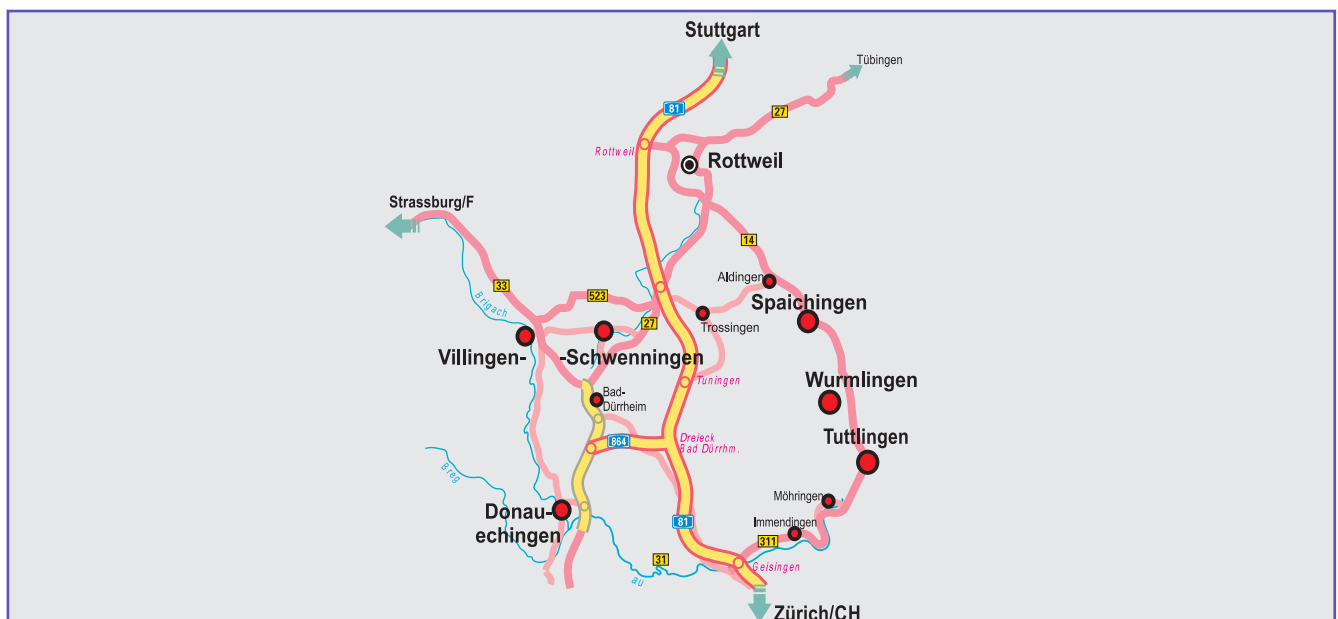 Stuttgart
Tübingen
81
27
Rottweil
Rottweil
Strassburg/F
14
Aldingen
33
523
Spaichingen
Brigach
27
Trossingen
Villingen-
-Schwenningen
Wurmlingen
Tuningen
Bad-
Dürrheim
Tuttlingen
864
Dreieck
Bad Dürrhm.
Breg
Möhringen
Donau-
echingen
81
Immendingen
311
31
Geisingen
au
Zürich/CH